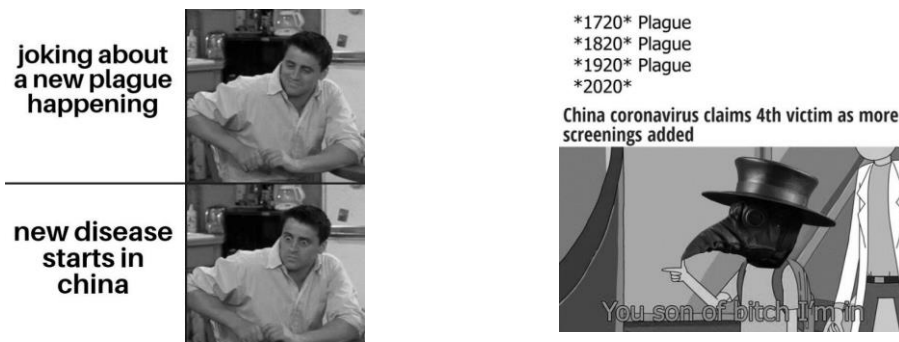 joking about
a new plague
happening
new disease
starts in
china
*1720* Plague
*1820* Plague
*1920* Plague
*2020*
China coronavirus claims 4th victim as more
screenings added
You son of bitch I'm in